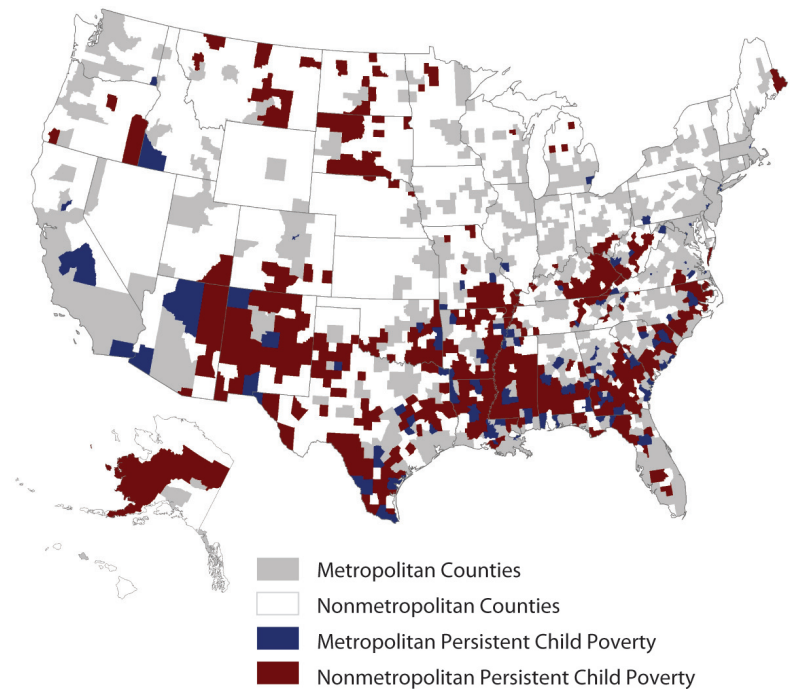 Metropolitan Counties
Nonmetropolitan Counties
Metropolitan Persistent Child Poverty
Nonmetropolitan Persistent Child Poverty